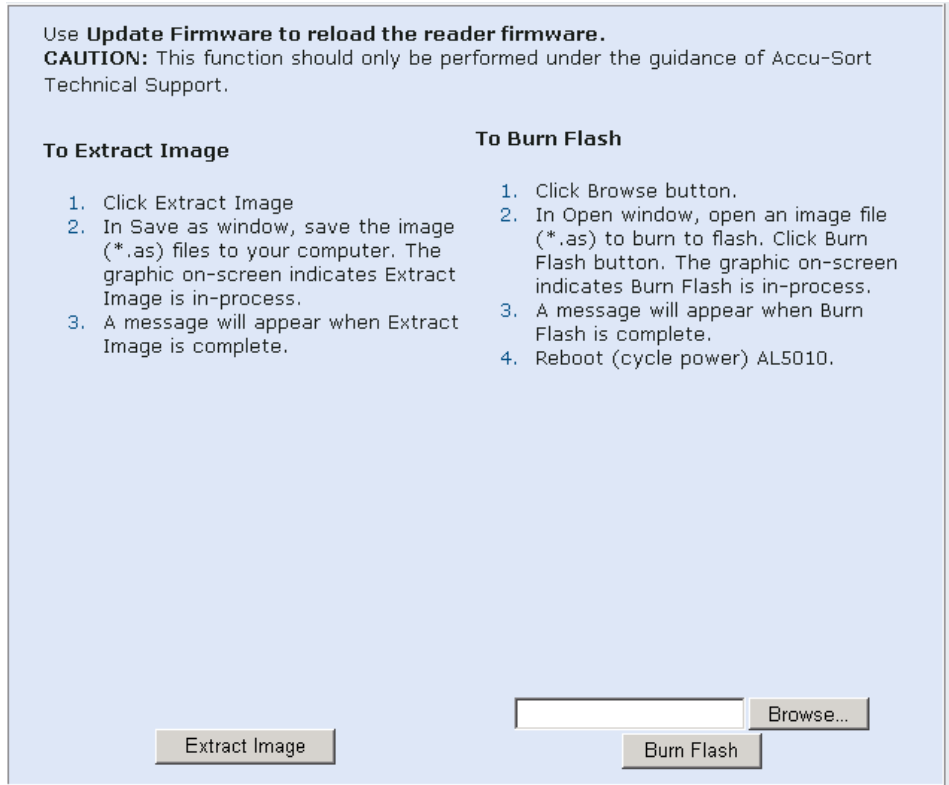 Use Update Firmware to reload the reader firmware.
CAUTION: This function should only be performed under the guidance of Accu-Sort
Technical Support.
To Extract Image
1. Click Extract Image
2. In Save as window, save the image
(*.as) files to your computer. The
graphic on-screen indicates Extract
Image is in-process.
3. A message will appear when Extract
Image is complete.
To Burn Flash
1. Click Browse button.
2. In Open window, open an image file
(*.as) to burn to flash. Click Burn
Flash button. The graphic on-screen
indicates Burn Flash is in-process.
3. A message will appear when Burn
Flash is complete.
4. Reboot (cycle power) AL5010.
Extract Image
Browse...
Burn Flash